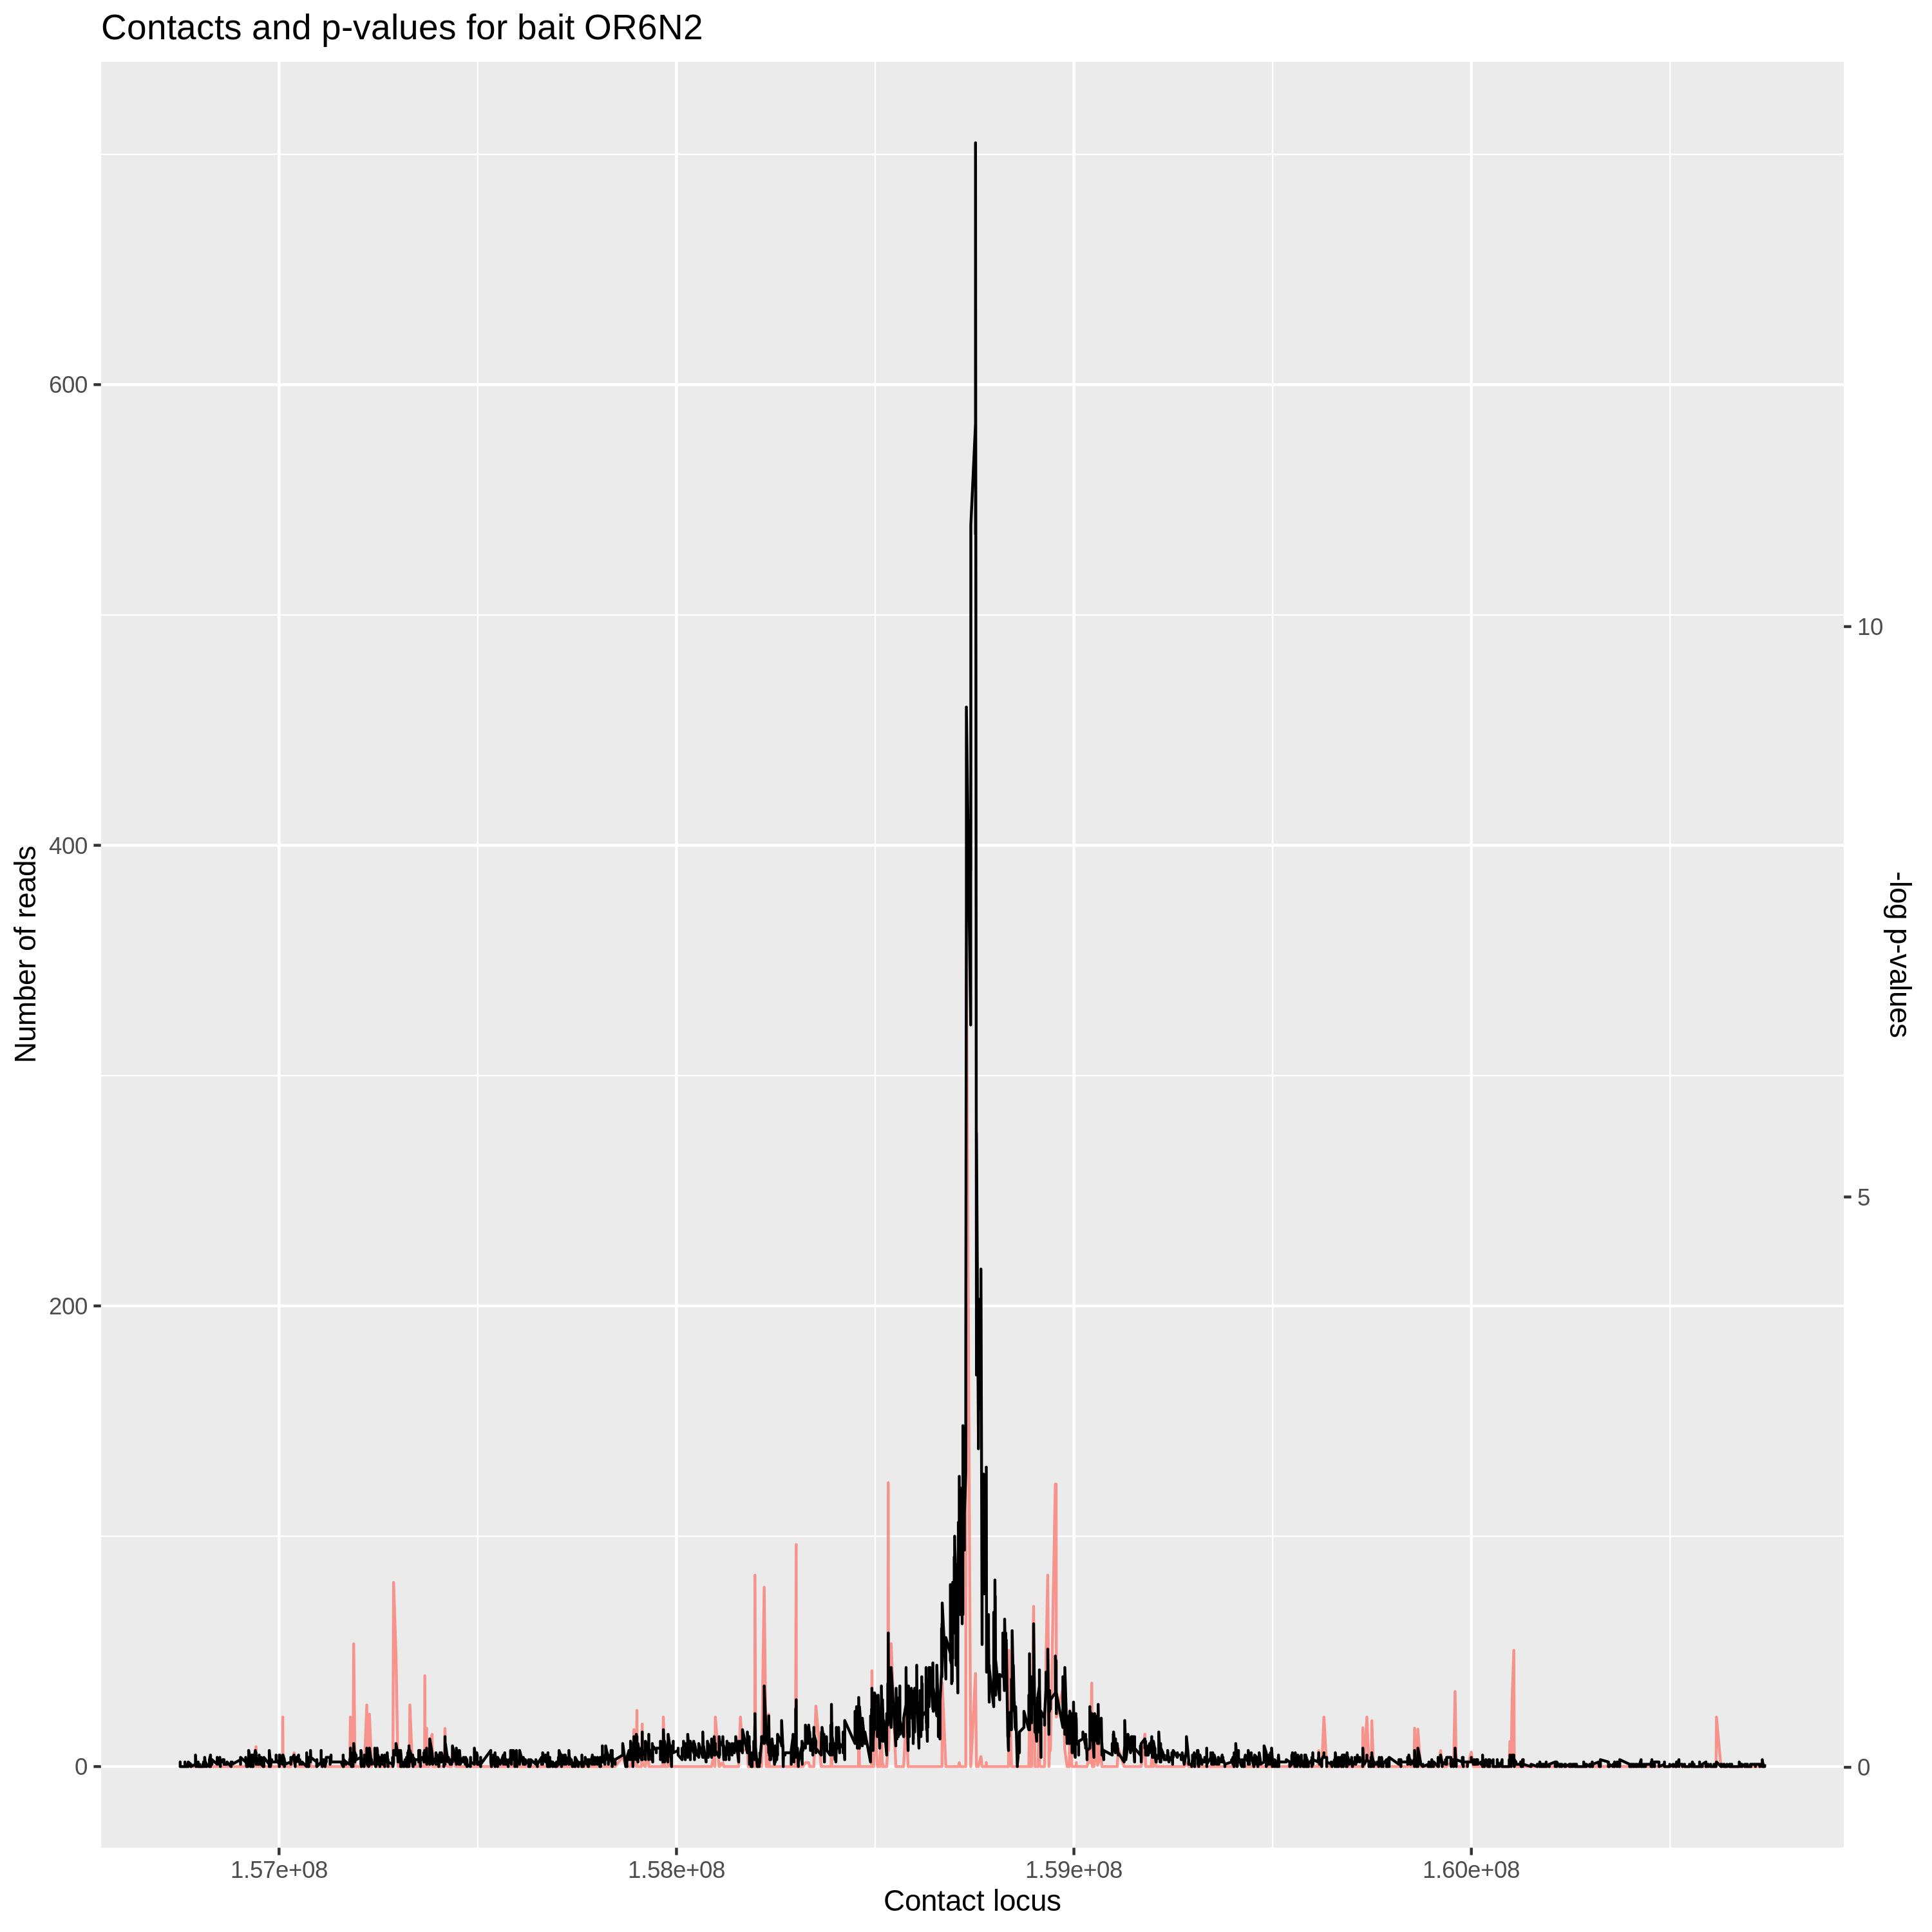 Contacts and p-values for bait OR6N2
Number of reads
600
400
200
0
10
5
0
-log p-values
1.57e+08
1.58e+08
1.59e+08
1.60e+08
Contact locus